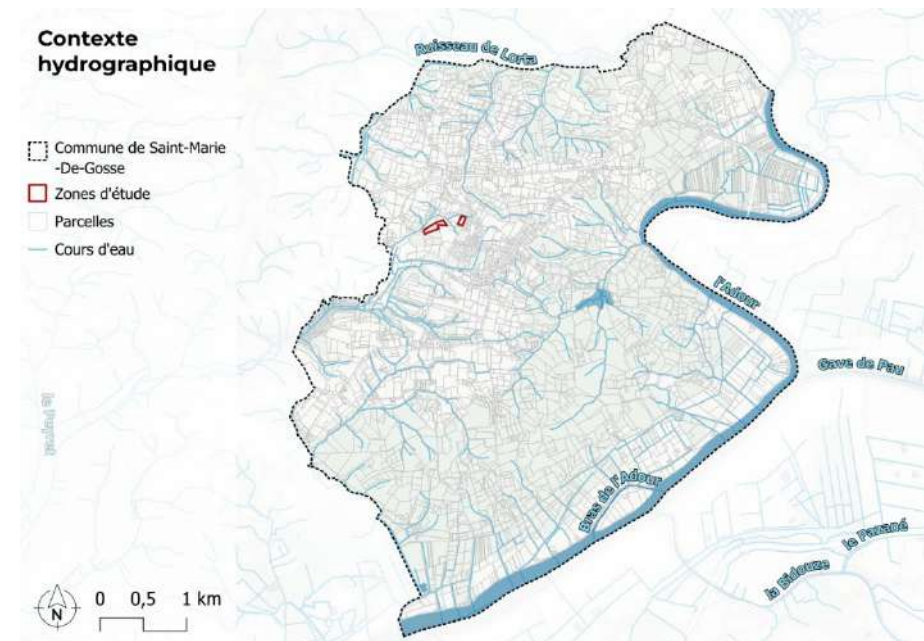 Contexte
hydrographique
Commune de Saint-Marie
-De-Gosse
Zones d'étude
Parcelles
Cours d'eau
Ruisseau de Lorta
l'Adour
Gave de Pau
Bras de l'Adour
le Pazané
la Bidouze
N
0 0,5 1 km